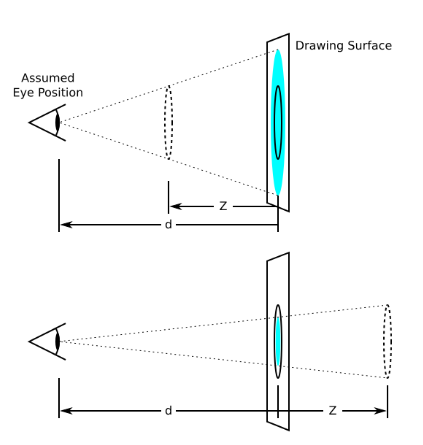 Drawing Surface
Assumed
Eye Position
Z
d
d
Z